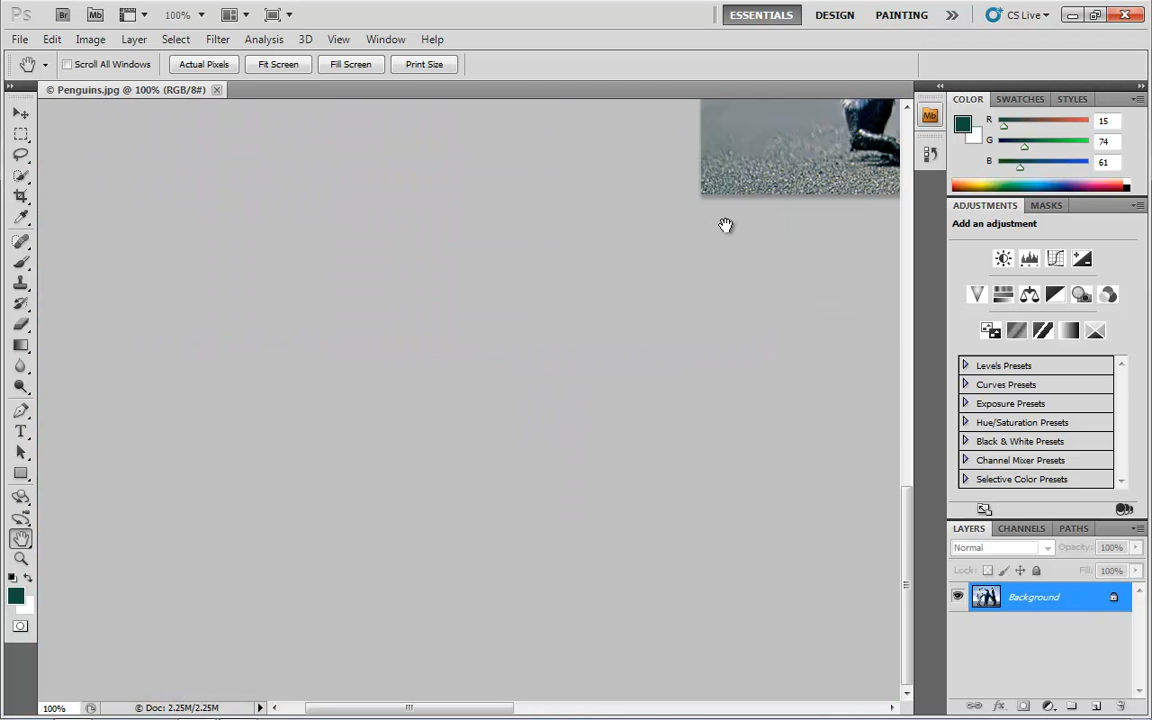 Ps Br Mb 100% ESSENTIALS DESIGN PAINTING CS Live
File Edit Image Layer Select Filter Analysis 3D View Window Help
Scroll All Windows Actual Pixels Fit Screen Fill Screen Print Size
© Penguins.jpg @ 100% (RGB/8#)
COLOR SWATCHES STYLES
Mb
R 15
G 74
B 61
ADJUSTMENTS MASKS
Add an adjustment
Levels Presets
Curves Presets
Exposure Presets
Hue/Saturation Presets
Black & White Presets
Channel Mixer Presets
Selective Color Presets
LAYERS CHANNELS PATHS
Normal Opacity: 100%
Lock: Fill: 100%
Background
100% © Doc: 2.25M/2.25M